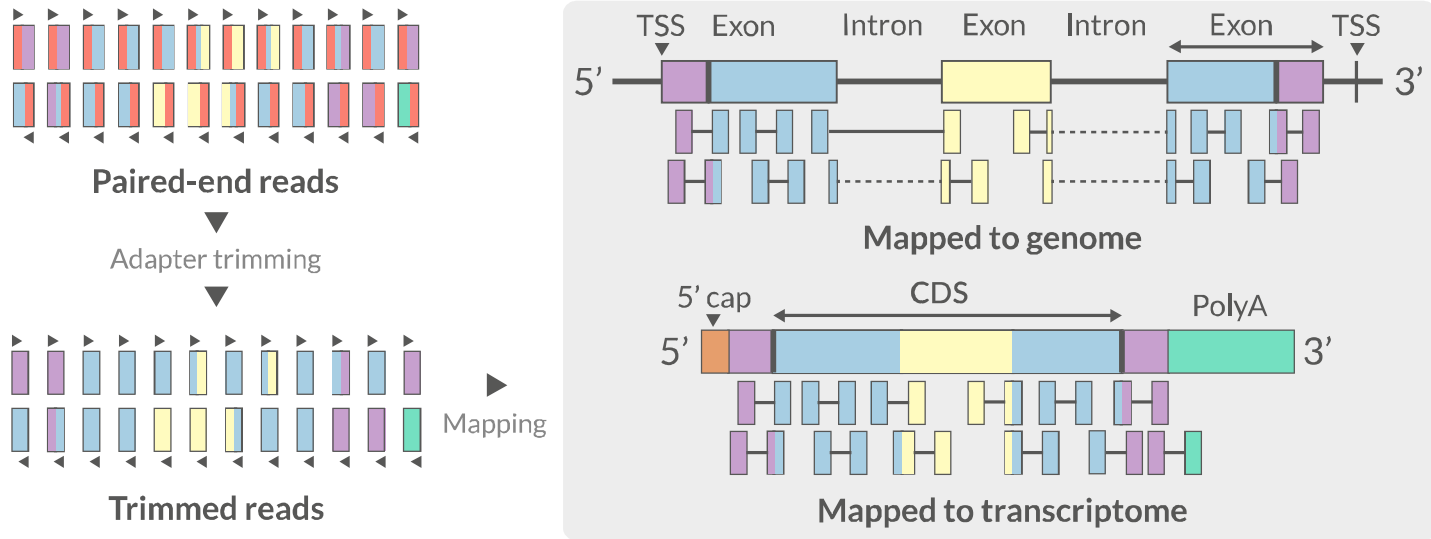 Paired-end reads
Adapter trimming
Trimmed reads
Mapping
TSS Exon Intron Exon Intron Exon TSS
5’ 3’
Mapped to genome
5’ cap CDS PolyA
5’ 3’
Mapped to transcriptome